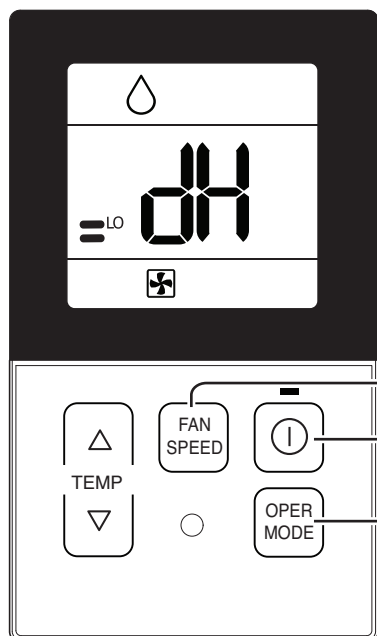 dH
LO
FAN
SPEED
TEMP
OPER
MODE